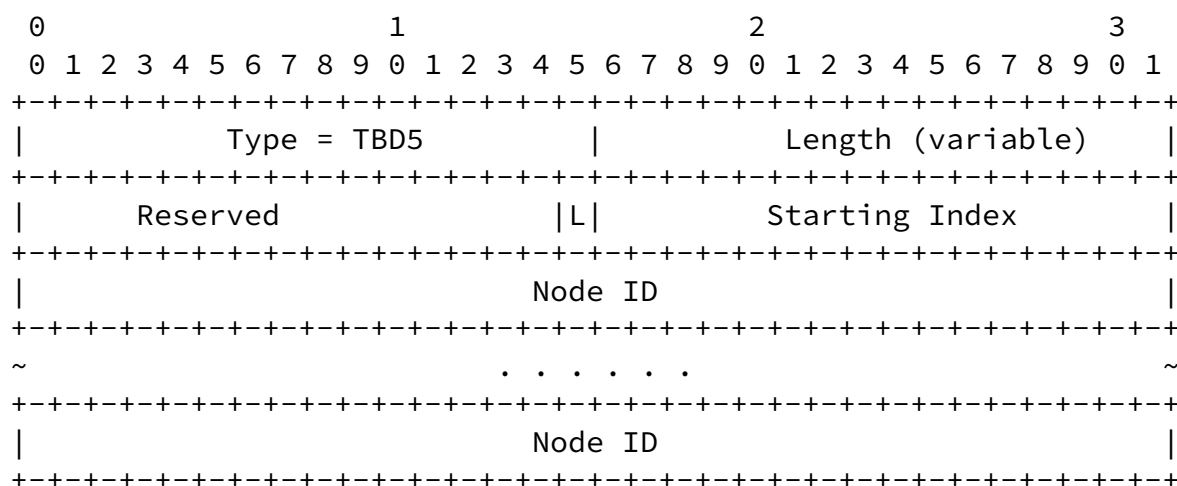 0                   1                   2                   3
 0 1 2 3 4 5 6 7 8 9 0 1 2 3 4 5 6 7 8 9 0 1 2 3 4 5 6 7 8 9 0 1
+-+-+-+-+-+-+-+-+-+-+-+-+-+-+-+-+-+-+-+-+-+-+-+-+-+-+-+-+-+-+-+-+
|           Type = TBD5         |          Length (variable)    |
+-+-+-+-+-+-+-+-+-+-+-+-+-+-+-+-+-+-+-+-+-+-+-+-+-+-+-+-+-+-+-+-+
|      Reserved               |L|         Starting Index        |
+-+-+-+-+-+-+-+-+-+-+-+-+-+-+-+-+-+-+-+-+-+-+-+-+-+-+-+-+-+-+-+-+
|                            Node ID                            |
+-+-+-+-+-+-+-+-+-+-+-+-+-+-+-+-+-+-+-+-+-+-+-+-+-+-+-+-+-+-+-+-+
~                          . . . . . .                          ~
+-+-+-+-+-+-+-+-+-+-+-+-+-+-+-+-+-+-+-+-+-+-+-+-+-+-+-+-+-+-+-+-+
|                            Node ID                            |
+-+-+-+-+-+-+-+-+-+-+-+-+-+-+-+-+-+-+-+-+-+-+-+-+-+-+-+-+-+-+-+-+